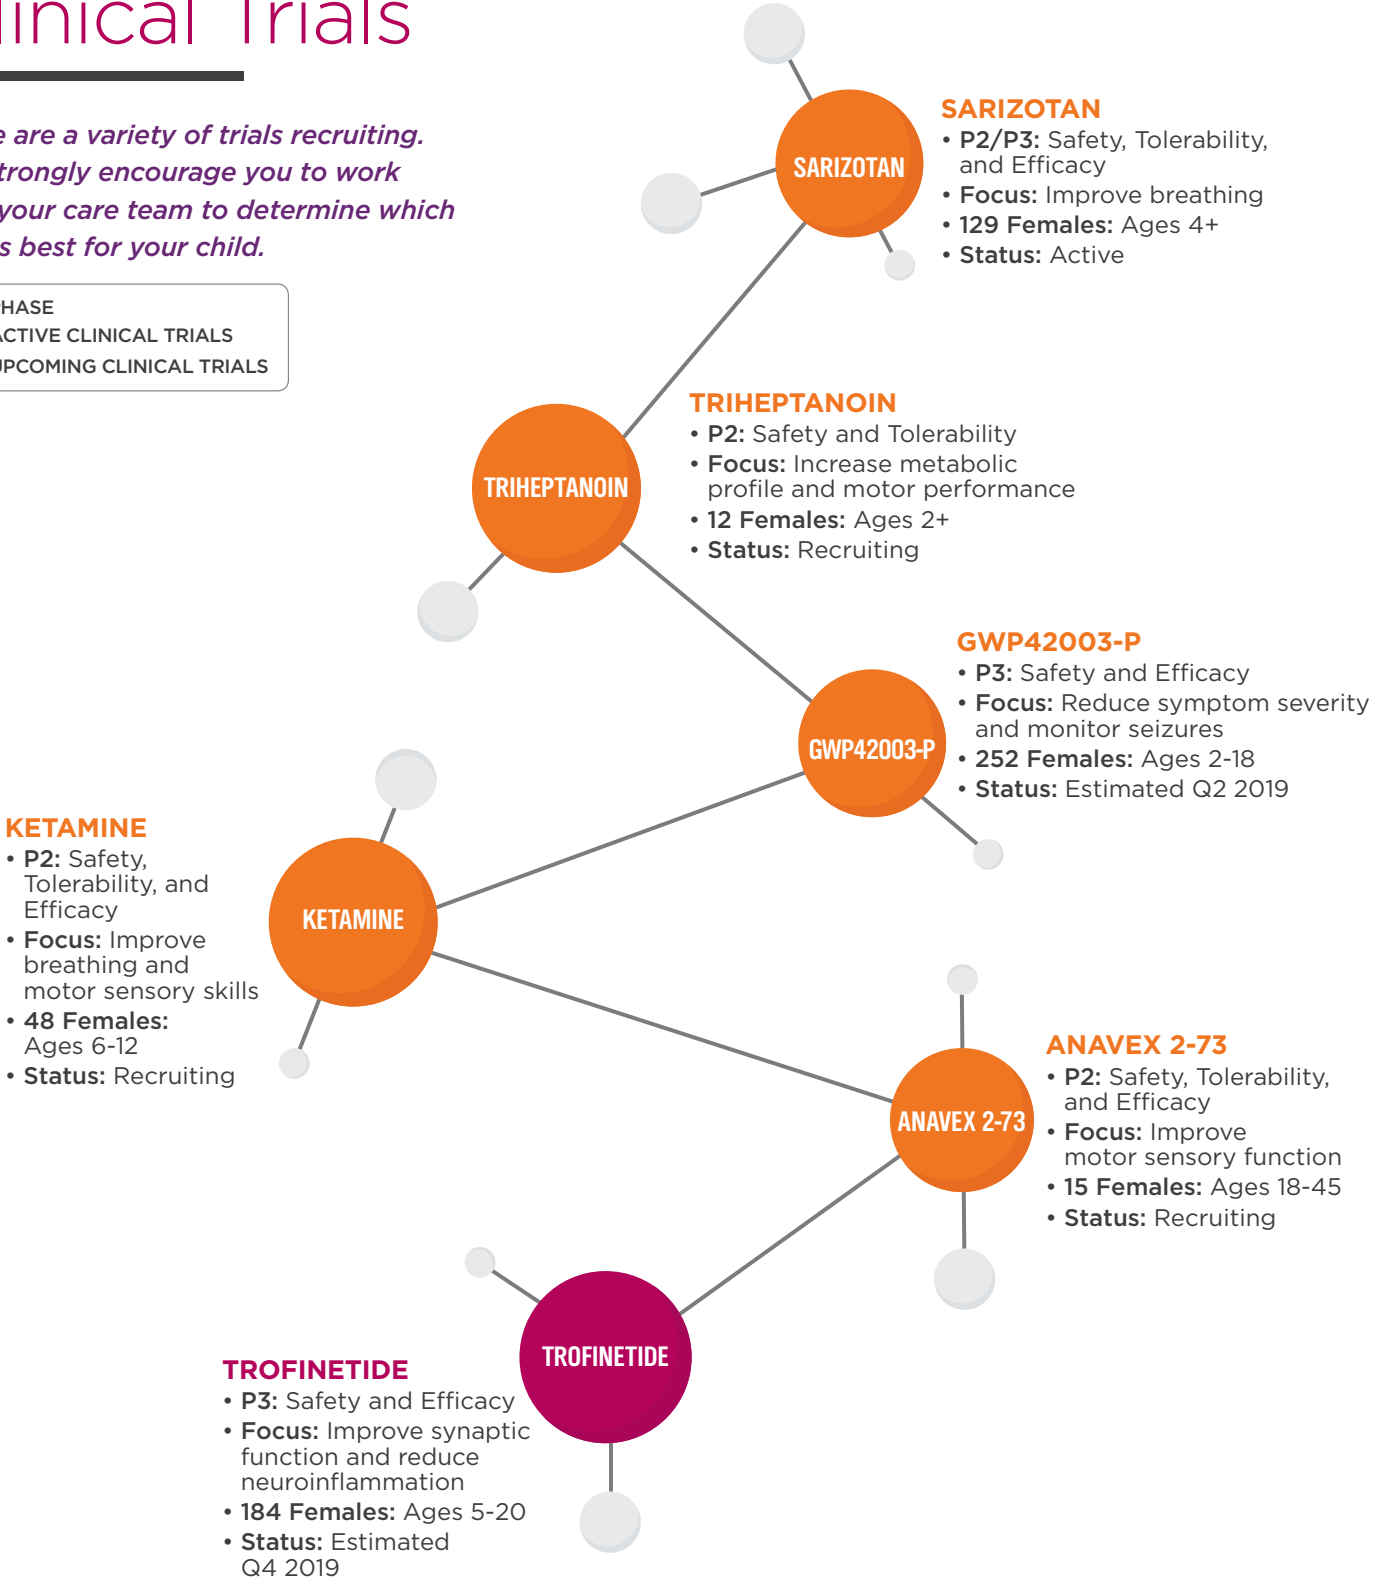 linical Trials
e are a variety of trials recruiting.
trongly encourage you to work
your care team to determine which
s best for your child.
HASE
ACTIVE CLINICAL TRIALS
UPCOMING CLINICAL TRIALS
SARIZOTAN
SARIZOTAN
• P2/P3: Safety, Tolerability,
and Efficacy
• Focus: Improve breathing
• 129 Females: Ages 4+
• Status: Active
TRIHEPTANOIN
TRIHEPTANOIN
• P2: Safety and Tolerability
• Focus: Increase metabolic
profile and motor performance
• 12 Females: Ages 2+
• Status: Recruiting
GWP42003-P
GWP42003-P
• P3: Safety and Efficacy
• Focus: Reduce symptom severity
and monitor seizures
• 252 Females: Ages 2-18
• Status: Estimated Q2 2019
KETAMINE
KETAMINE
• P2: Safety,
Tolerability, and
Efficacy
• Focus: Improve
breathing and
motor sensory skills
• 48 Females:
Ages 6-12
• Status: Recruiting
ANAVEX 2-73
ANAVEX 2-73
• P2: Safety, Tolerability,
and Efficacy
• Focus: Improve
motor sensory function
• 15 Females: Ages 18-45
• Status: Recruiting
TROFINETIDE
TROFINETIDE
• P3: Safety and Efficacy
• Focus: Improve synaptic
function and reduce
neuroinflammation
• 184 Females: Ages 5-20
• Status: Estimated
Q4 2019